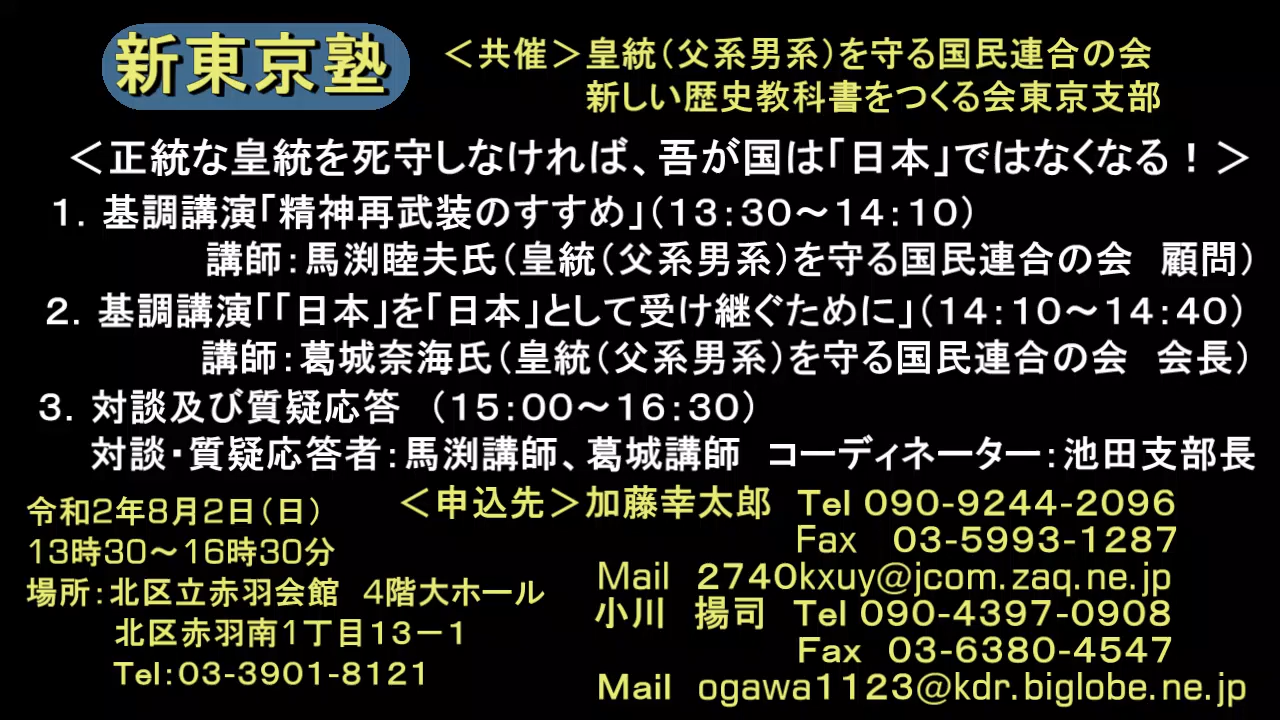 新東京塾
＜共催＞皇統（父系男系）を守る国民連合の会
新しい歴史教科書をつくる会東京支部
＜正統な皇統を死守しなければ、吾が国は「日本」ではなくなる！＞
１．基調講演「精神再武装のすすめ」（１３：３０～１４：１０）
講師：馬渕睦夫氏（皇統（父系男系）を守る国民連合の会　顧問）
２．基調講演「「日本」を「日本」として受け継ぐために」（１４：１０～１４：４０）
講師：葛城奈海氏（皇統（父系男系）を守る国民連合の会　会長）
３．対談及び質疑応答　（１５：００～１６：３０）
対談・質疑応答者：馬渕講師、葛城講師　コーディネーター：池田支部長
令和2年8月2日（日）
13時30～16時30分
場所：北区立赤羽会館　4階大ホール
北区赤羽南1丁目１３－１
Tel：03-3901-8121
＜申込先＞加藤幸太郎　Tel 090-9244-2096
Fax　03-5993-1287
Mail　2740kxuy@jcom.zaq.ne.jp
小川　揚司　Tel 090-4397-0908
Fax　03-6380-4547
Mail　ogawa1123@kdr.biglobe.ne.jp